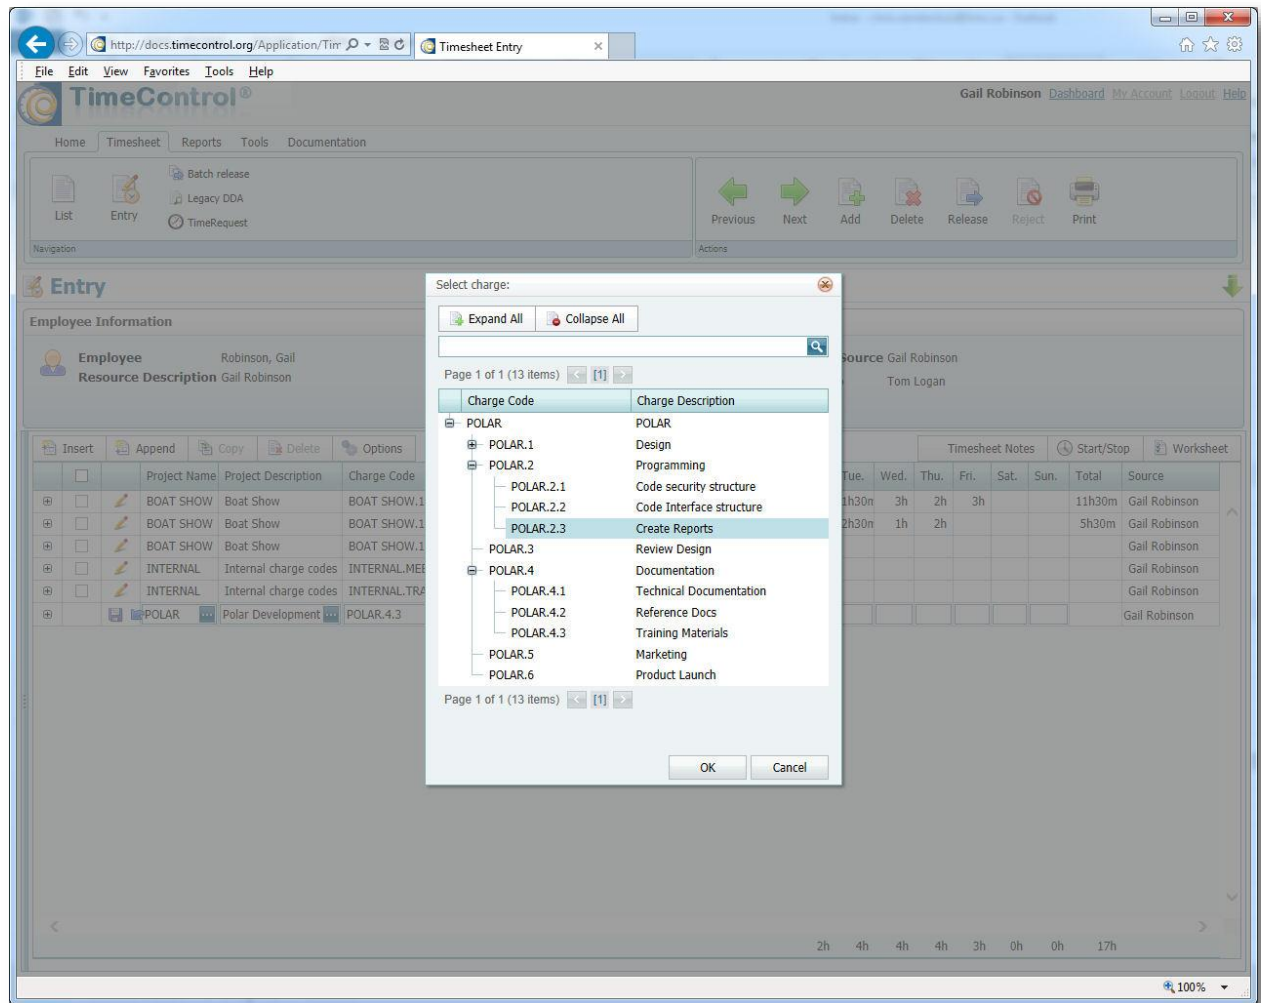 http://docs.timecontrol.org/Application/Tim
Timesheet Entry
File Edit View Favorites Tools Help
TimeControl®
Gail Robinson Dashboard My Account Logout Help
Home Timesheet Reports Tools Documentation
Batch release
Legacy DDA
TimeRequest
List Entry
Previous Next Add Delete Release Reject Print
Navigation
Actions
Entry
Employee Information
Employee Robinson, Gail
Resource Description Gail Robinson
Source Gail Robinson
Tom Logan
Select charge:
Expand All Collapse All
Page 1 of 1 (13 items) [1]
Charge Code Charge Description
POLAR POLAR
POLAR.1 Design
POLAR.2 Programming
POLAR.2.1 Code security structure
POLAR.2.2 Code Interface structure
POLAR.2.3 Create Reports
POLAR.3 Review Design
POLAR.4 Documentation
POLAR.4.1 Technical Documentation
POLAR.4.2 Reference Docs
POLAR.4.3 Training Materials
POLAR.5 Marketing
POLAR.6 Product Launch
Page 1 of 1 (13 items) [1]
OK Cancel
Insert Append Copy Delete Options
Timesheet Notes Start/Stop Worksheet
Project Name Project Description Charge Code Tue. Wed. Thu. Fri. Sat. Sun. Total Source
BOAT SHOW Boat Show BOAT SHOW.1 1h30m 3h 2h 3h 11h30m Gail Robinson
BOAT SHOW Boat Show BOAT SHOW.1 2h30m 1h 2h 5h30m Gail Robinson
BOAT SHOW Boat Show BOAT SHOW.1 Gail Robinson
INTERNAL Internal charge codes INTERNAL.MEE Gail Robinson
INTERNAL Internal charge codes INTERNAL.TRA Gail Robinson
POLAR Polar Development POLAR.4.3 Gail Robinson
2h 4h 4h 4h 3h 0h 0h 17h
100%